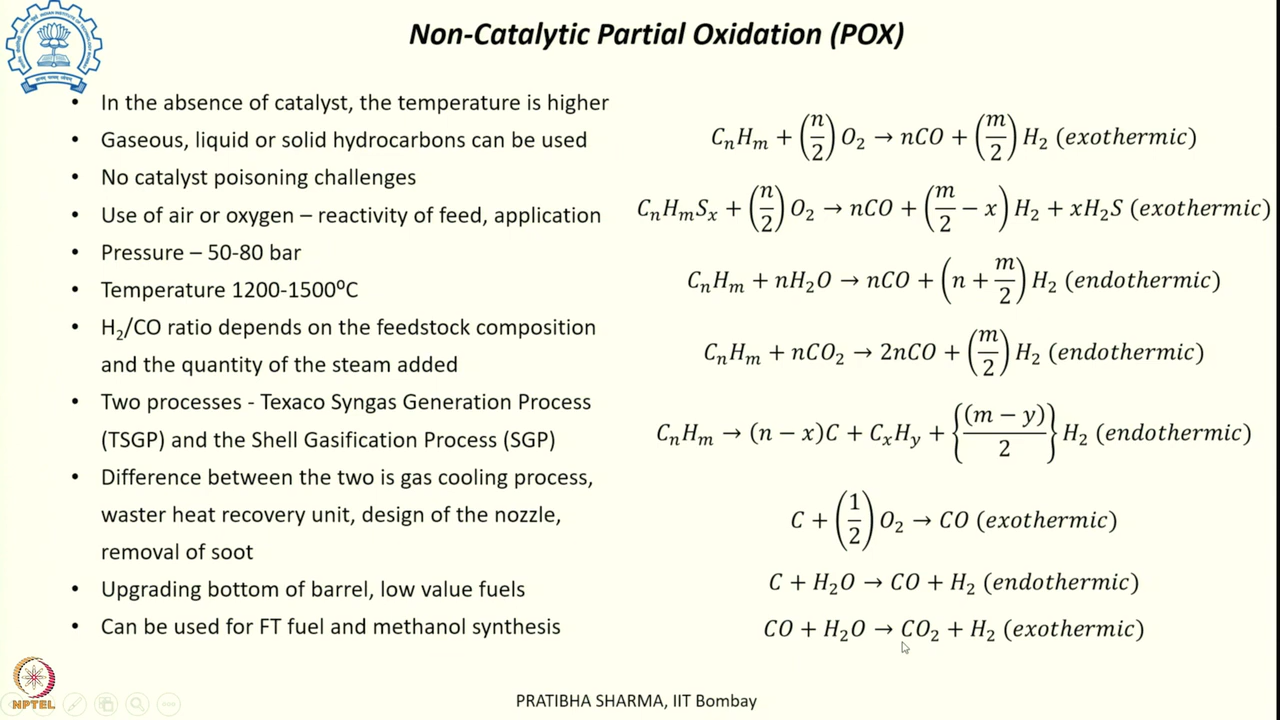 Non-Catalytic Partial Oxidation (POX)
• In the absence of catalyst, the temperature is higher
• Gaseous, liquid or solid hydrocarbons can be used
• No catalyst poisoning challenges
• Use of air or oxygen – reactivity of feed, application
• Pressure – 50-80 bar
• Temperature 1200-1500⁰C
• H₂/CO ratio depends on the feedstock composition
and the quantity of the steam added
• Two processes - Texaco Syngas Generation Process
(TSGP) and the Shell Gasification Process (SGP)
• Difference between the two is gas cooling process,
waster heat recovery unit, design of the nozzle,
removal of soot
• Upgrading bottom of barrel, low value fuels
• Can be used for FT fuel and methanol synthesis
CₙHₘ + (n/2) O₂ → nCO + (m/2) H₂ (exothermic)
CₙHₘSₓ + (n/2) O₂ → nCO + (m/2 − x) H₂ + xH₂S (exothermic)
CₙHₘ + nH₂O → nCO + (n + m/2) H₂ (endothermic)
CₙHₘ + nCO₂ → 2nCO + (m/2) H₂ (endothermic)
CₙHₘ → (n − x)C + CₓH_y + {(m − y)/2} H₂ (endothermic)
C + (1/2) O₂ → CO (exothermic)
C + H₂O → CO + H₂ (endothermic)
CO + H₂O → CO₂ + H₂ (exothermic)
NPTEL
PRATIBHA SHARMA, IIT Bombay